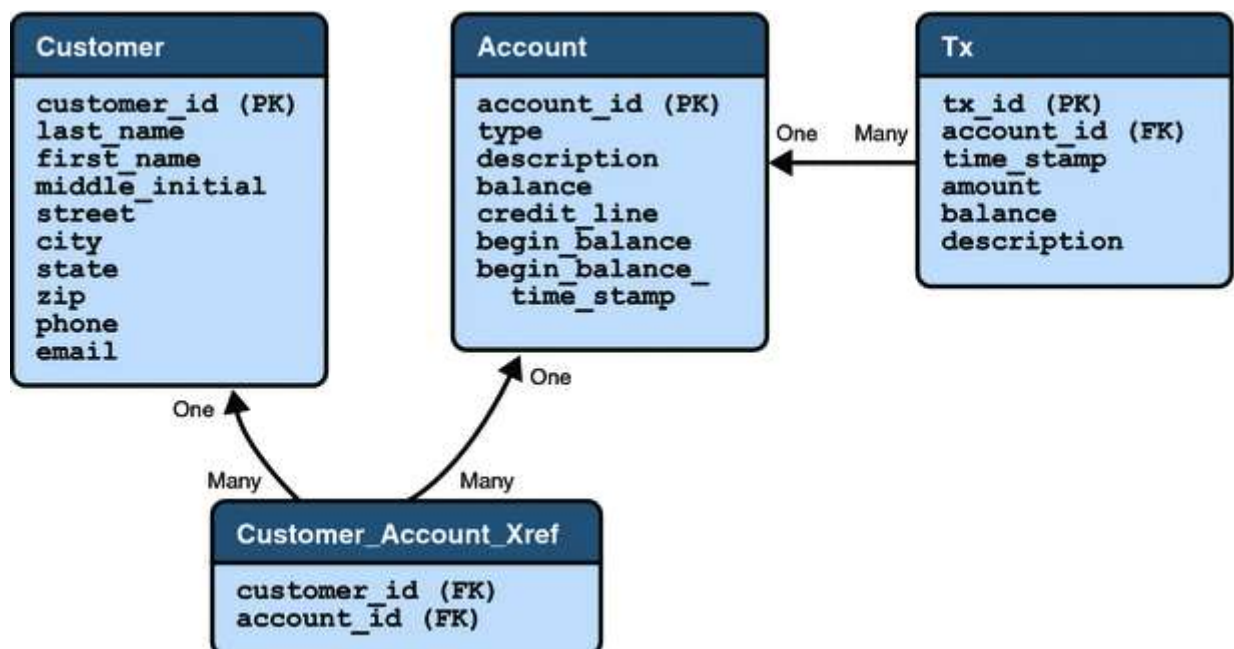 Customer
customer_id (PK)
last_name
first_name
middle_initial
street
city
state
zip
phone
email
Account
account_id (PK)
type
description
balance
credit_line
begin_balance
begin_balance_
time_stamp
Tx
tx_id (PK)
account_id (FK)
time_stamp
amount
balance
description
One
Many
One
One
Many
Many
Customer_Account_Xref
customer_id (FK)
account_id (FK)